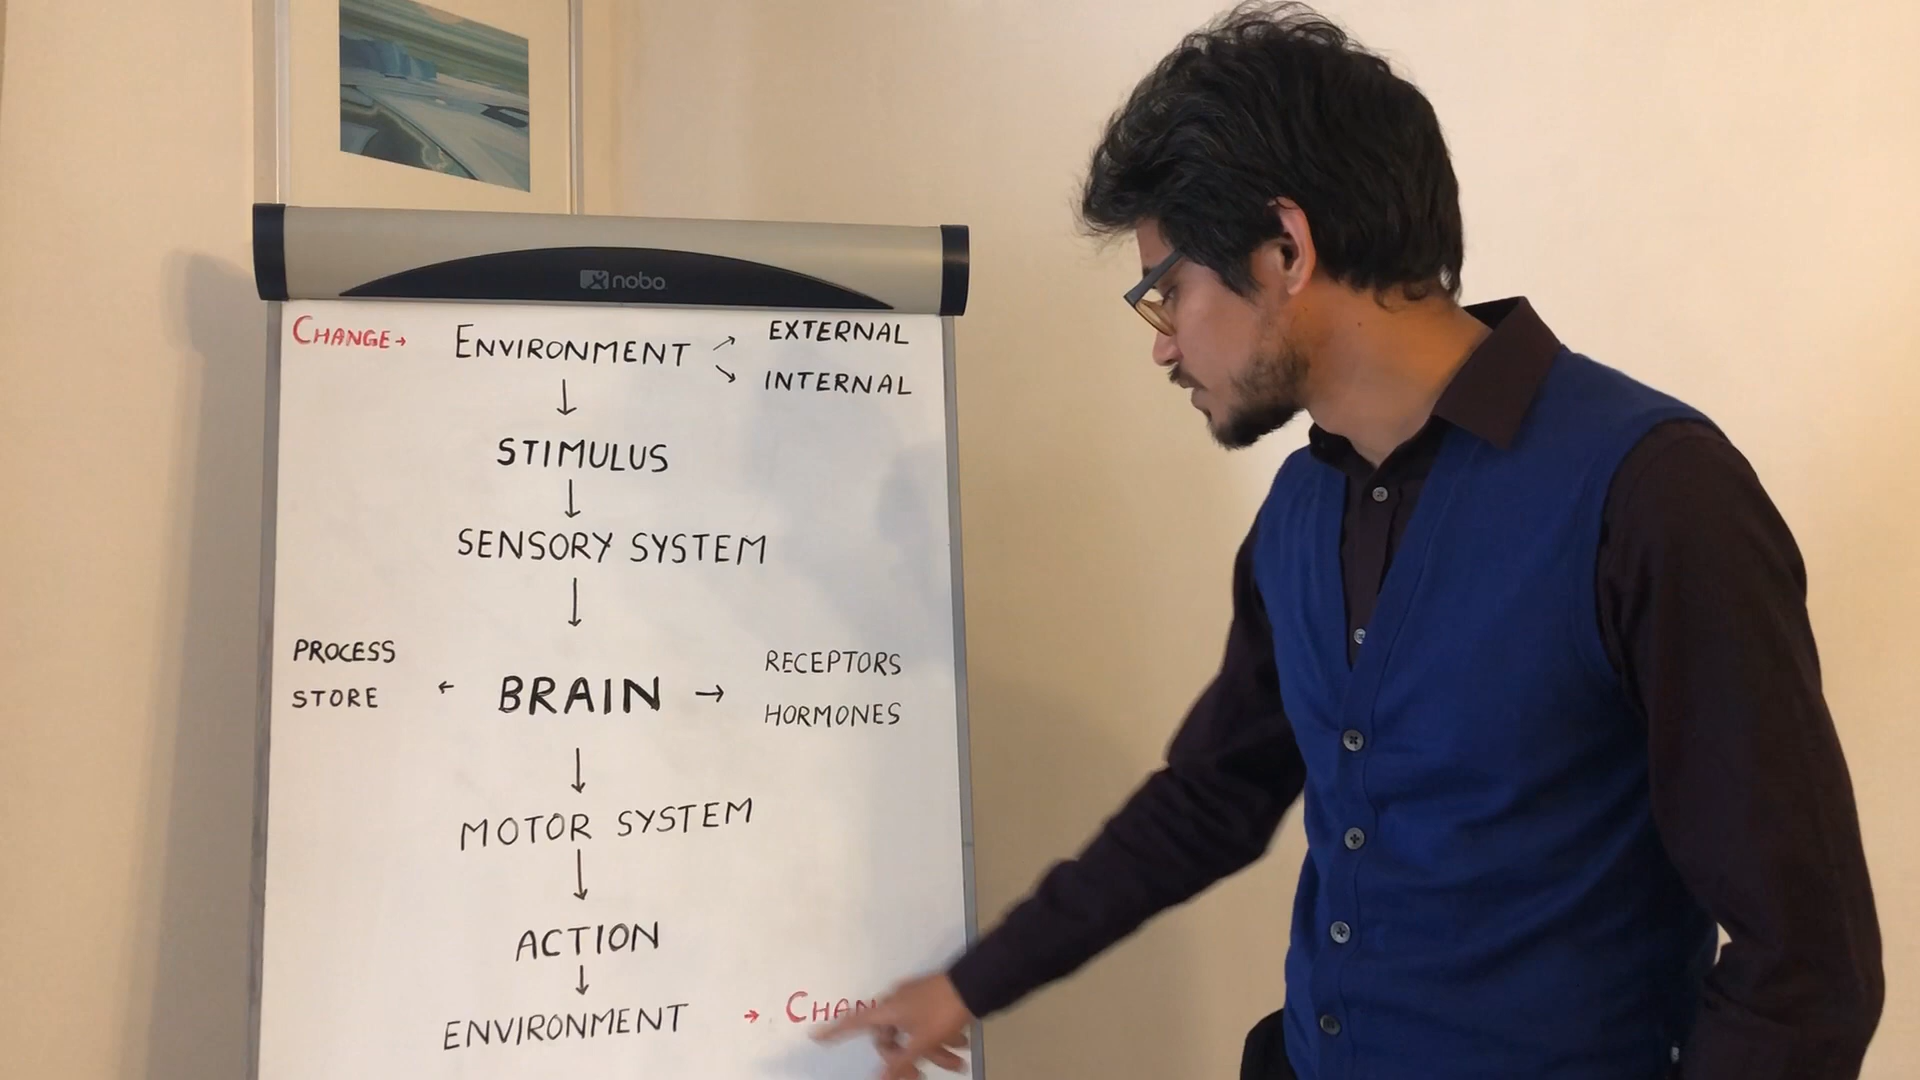 nobo
CHANGE→ ENVIRONMENT ↗ EXTERNAL
↘ INTERNAL
↓
STIMULUS
↓
SENSORY SYSTEM
↓
PROCESS
STORE ← BRAIN → RECEPTORS
HORMONES
↓
MOTOR SYSTEM
↓
ACTION
↓
ENVIRONMENT →